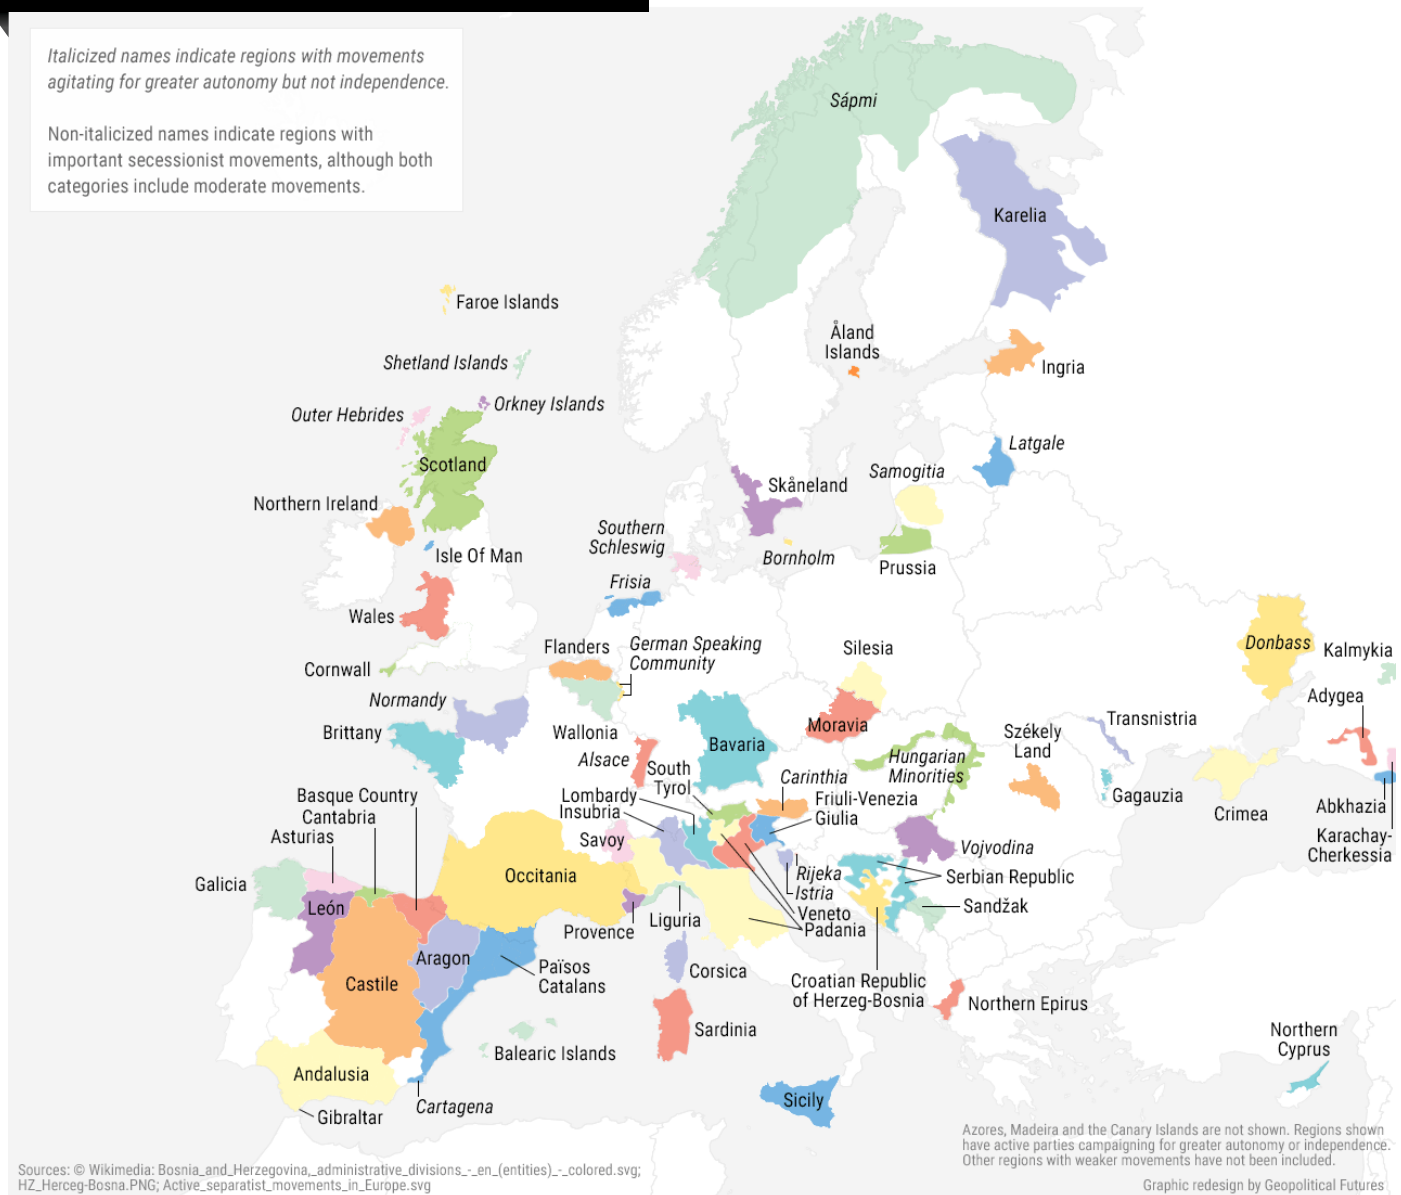 Italicized names indicate regions with movements
agitating for greater autonomy but not independence.
Non-italicized names indicate regions with
important secessionist movements, although both
categories include moderate movements.
Sápmi
Karelia
Faroe Islands
Åland
Islands
Shetland Islands
Ingria
Orkney Islands
Outer Hebrides
Latgale
Scotland
Samogitia
Skåneland
Northern Ireland
Southern
Schleswig
Isle Of Man
Bornholm
Prussia
Frisia
Wales
Flanders
German Speaking
Community
Silesia
Donbass
Kalmykia
Cornwall
Normandy
Adygea
Brittany
Wallonia
Moravia
Transnistria
Bavaria
Székely
Land
Alsace
Hungarian
Minorities
South
Tyrol
Carinthia
Basque Country
Lombardy
Friuli-Venezia
Giulia
Gagauzia
Abkhazia
Cantabria
Insubria
Crimea
Asturias
Savoy
Karachay-
Cherkessia
Vojvodina
Rijeka
Istria
Serbian Republic
Galicia
Occitania
León
Sandžak
Liguria
Veneto
Provence
Padania
Aragon
Castile
Països
Catalans
Corsica
Croatian Republic
of Herzeg-Bosnia
Northern Epirus
Sardinia
Northern
Cyprus
Balearic Islands
Andalusia
Sicily
Cartagena
Gibraltar
Azores, Madeira and the Canary Islands are not shown. Regions shown
have active parties campaigning for greater autonomy or independence.
Other regions with weaker movements have not been included.
Sources: © Wikimedia: Bosnia_and_Herzegovina,_administrative_divisions_-_en_(entities)_-_colored.svg;
HZ_Herceg-Bosna.PNG; Active_separatist_movements_in_Europe.svg
Graphic redesign by Geopolitical Futures